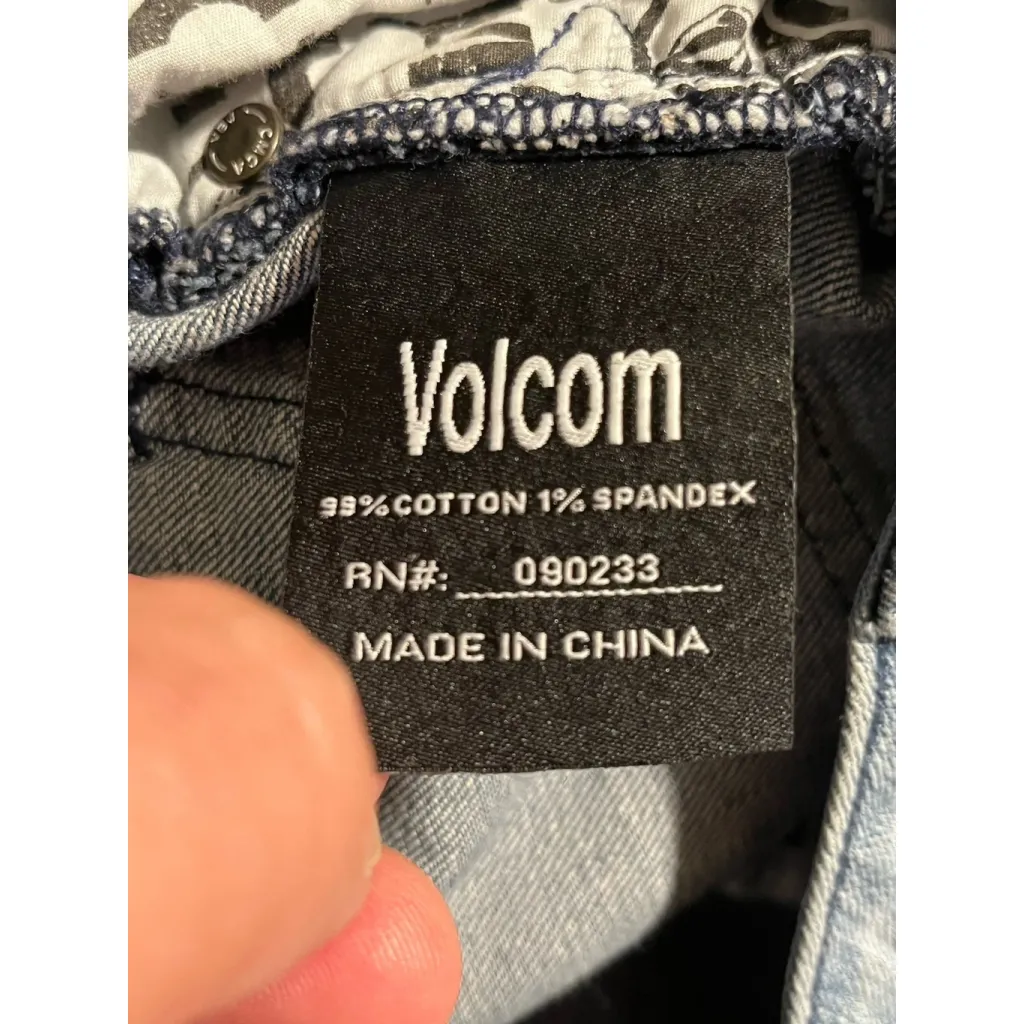 Volcom
99% COTTON 1% SPANDEX
RN#: 090233
MADE IN CHINA